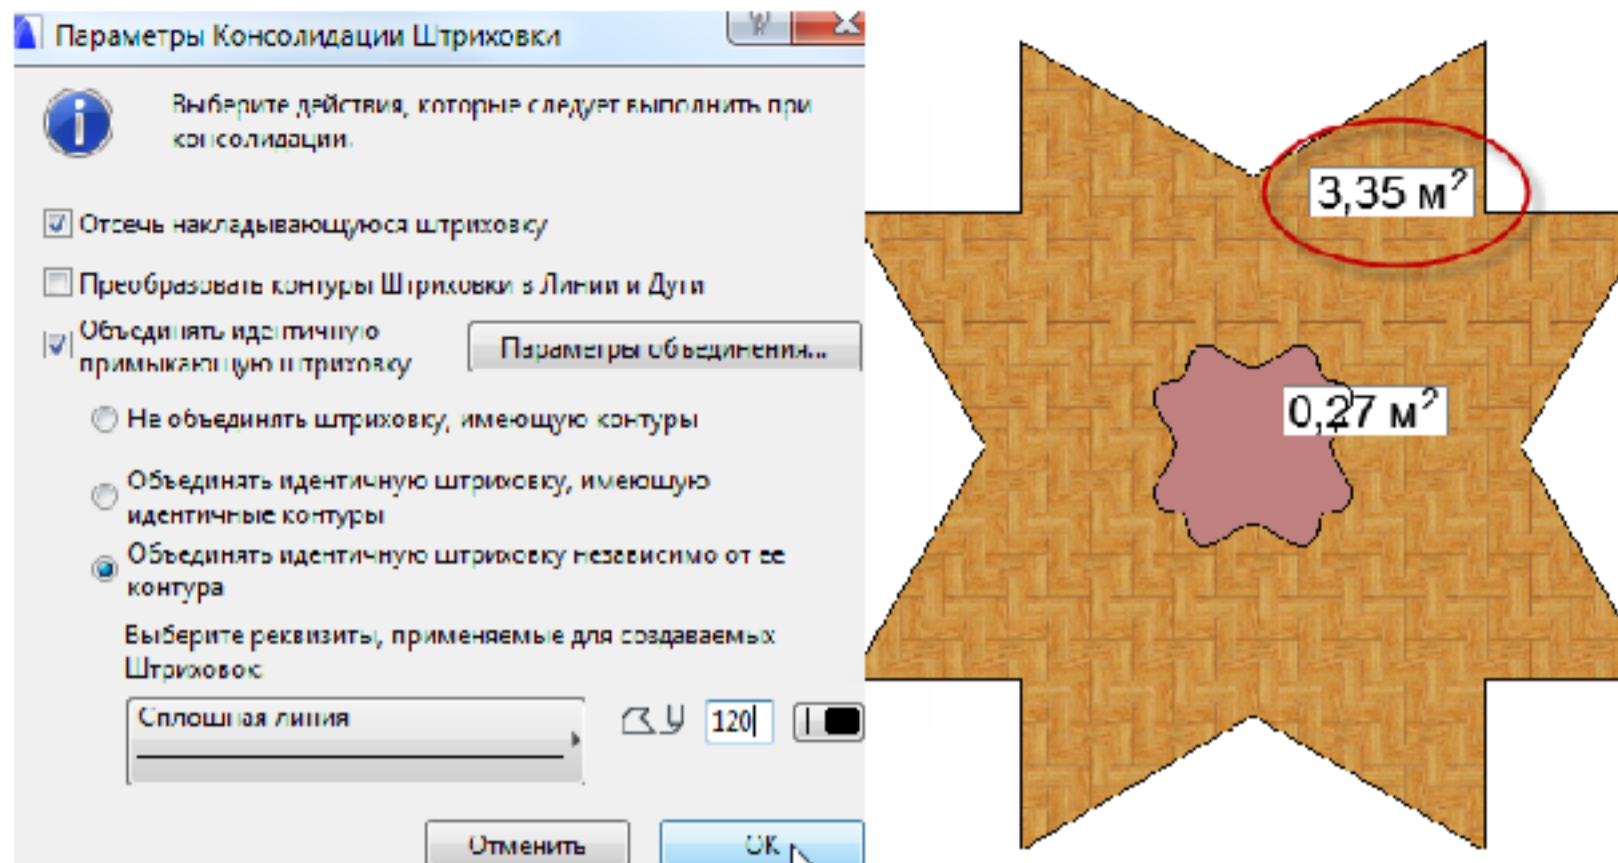 Параметры Консолидации Штриховки
Выберите действия, которые следует выполнить при
консолидации.
Отсечь накладывающуюся штриховку
Преобразовать контуры Штриховки в Линии и Дуги
Объединять идентичную
примыкающую штриховку
Параметры объединения...
Не объединять штриховку, имеющую контуры
Объединять идентичную штриховку, имеющую
идентичные контуры
Объединять идентичную штриховку независимо от ее
контура
Выберите реквизиты, применяемые для создаваемых
Штриховок:
Сплошная линия
120
Отменить
OK
3,35 м²
0,27 м²